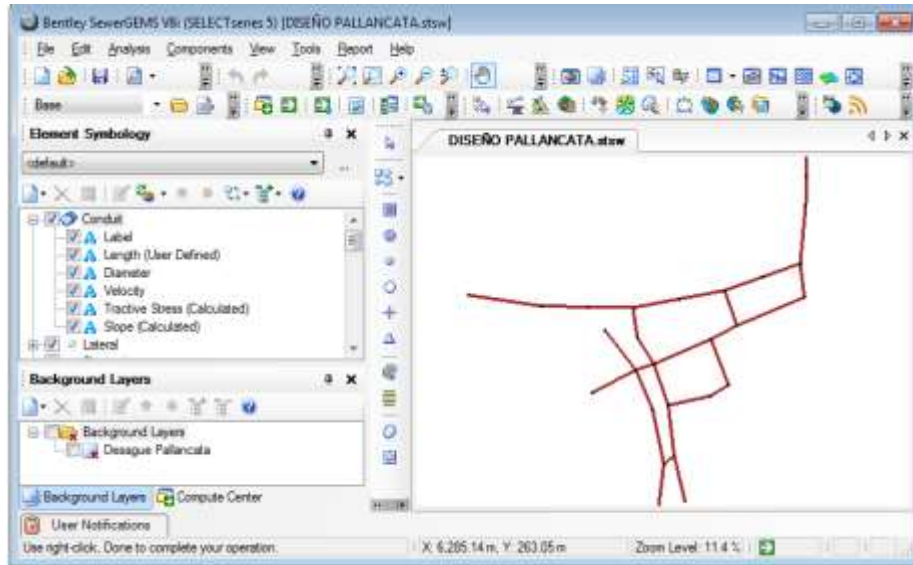 Bentley SewerGEMS V8i (SELECTseries 5) [DISEÑO PALLANCATA.stsw]
File Edit Analysis Components View Tools Report Help
Base
Element Symbology
<default>
Conduit
Label
Length (User Defined)
Diameter
Velocity
Tractive Stress (Calculated)
Slope (Calculated)
Lateral
Background Layers
Background Layers
Desague Pallancata
Background Layers Compute Center
User Notifications
DISEÑO PALLANCATA.stsw
Use right-click, Done to complete your operation.
X: 6,285.14 m, Y: 263.05 m
Zoom Level: 11.4 %